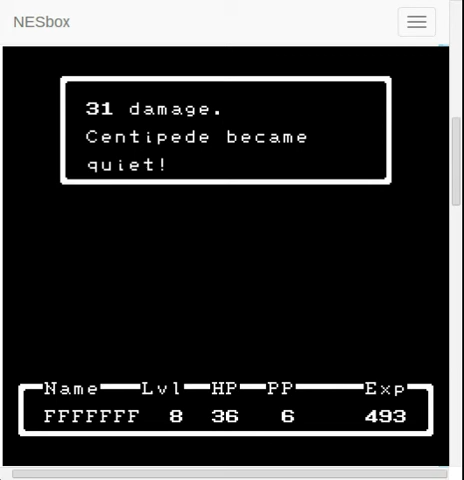 NESbox
31 damage.
Centipede became
quiet!
Name Lvl HP PP Exp
FFFFFFF 8 36 6 493